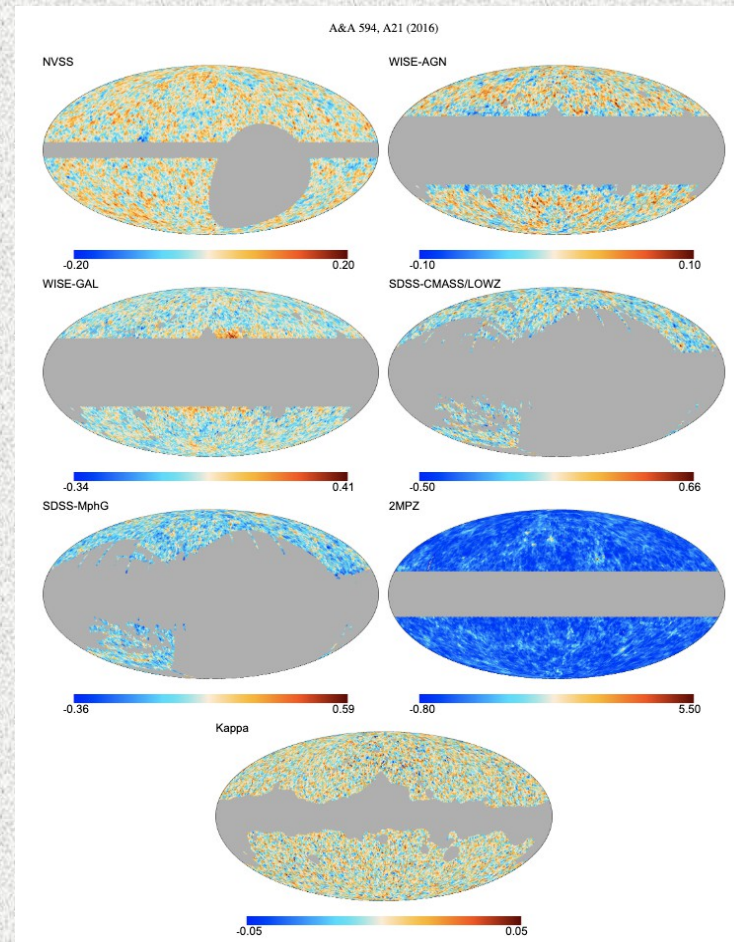 A&A 594, A21 (2016)
NVSS
WISE-AGN
-0.20 0.20
-0.10 0.10
WISE-GAL
SDSS-CMASS/LOWZ
-0.34 0.41
-0.50 0.66
SDSS-MphG
2MPZ
-0.36 0.59
-0.80 5.50
Kappa
-0.05 0.05